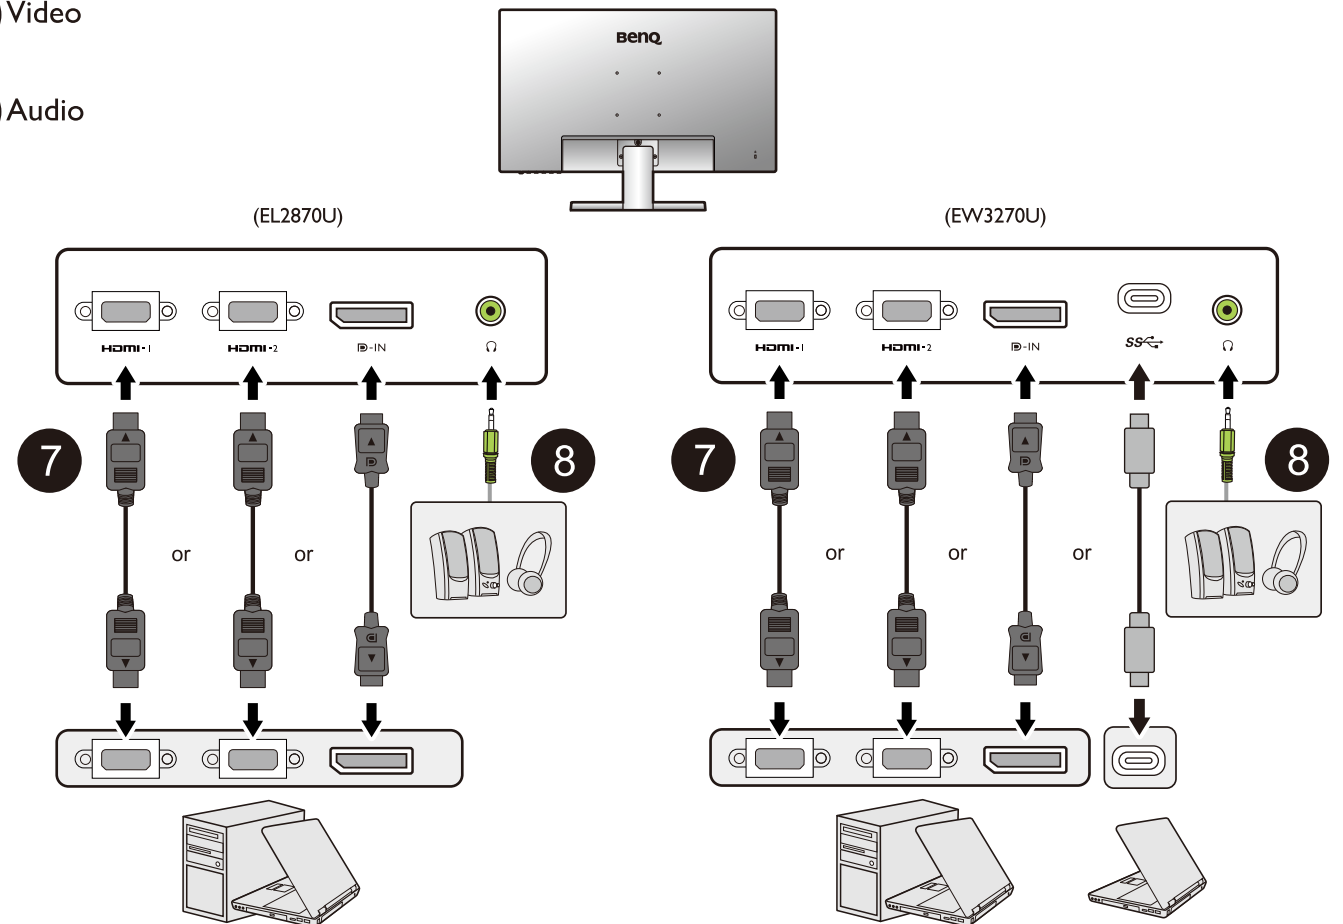 ) Video
) Audio
BenQ
(EL2870U)
(EW3270U)
HDMI-1 HDMI-2 D-IN
HDMI-1 HDMI-2 D-IN SS
7 8 7 8
or or or or or